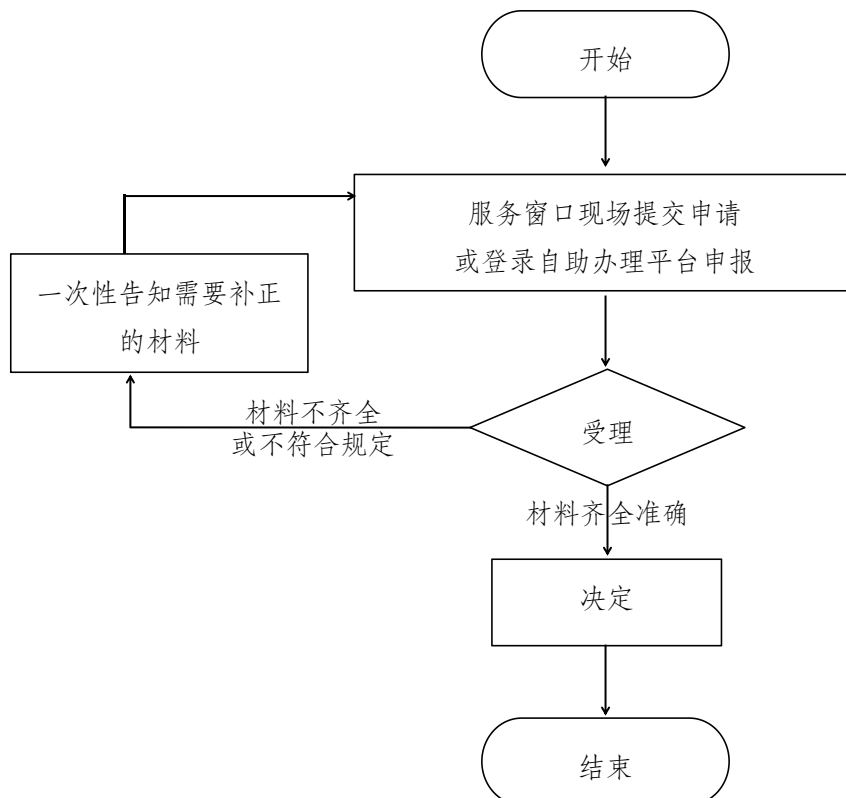 开始
服务窗口现场提交申请
或登录自助办理平台申报
一次性告知需要补正
的材料
材料不齐全
或不符合规定
受理
材料齐全准确
决定
结束